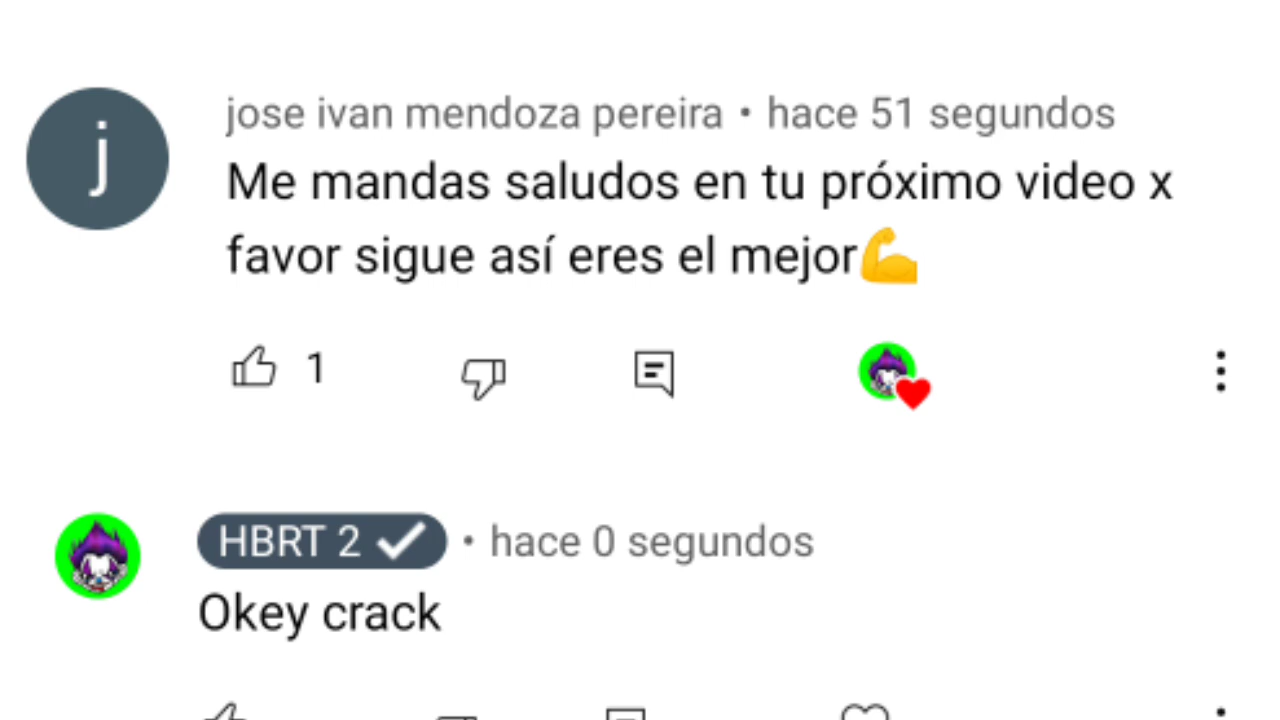 j
jose ivan mendoza pereira • hace 51 segundos
Me mandas saludos en tu próximo video x
favor sigue así eres el mejor💪
1
HBRT 2 ✔ • hace 0 segundos
Okey crack